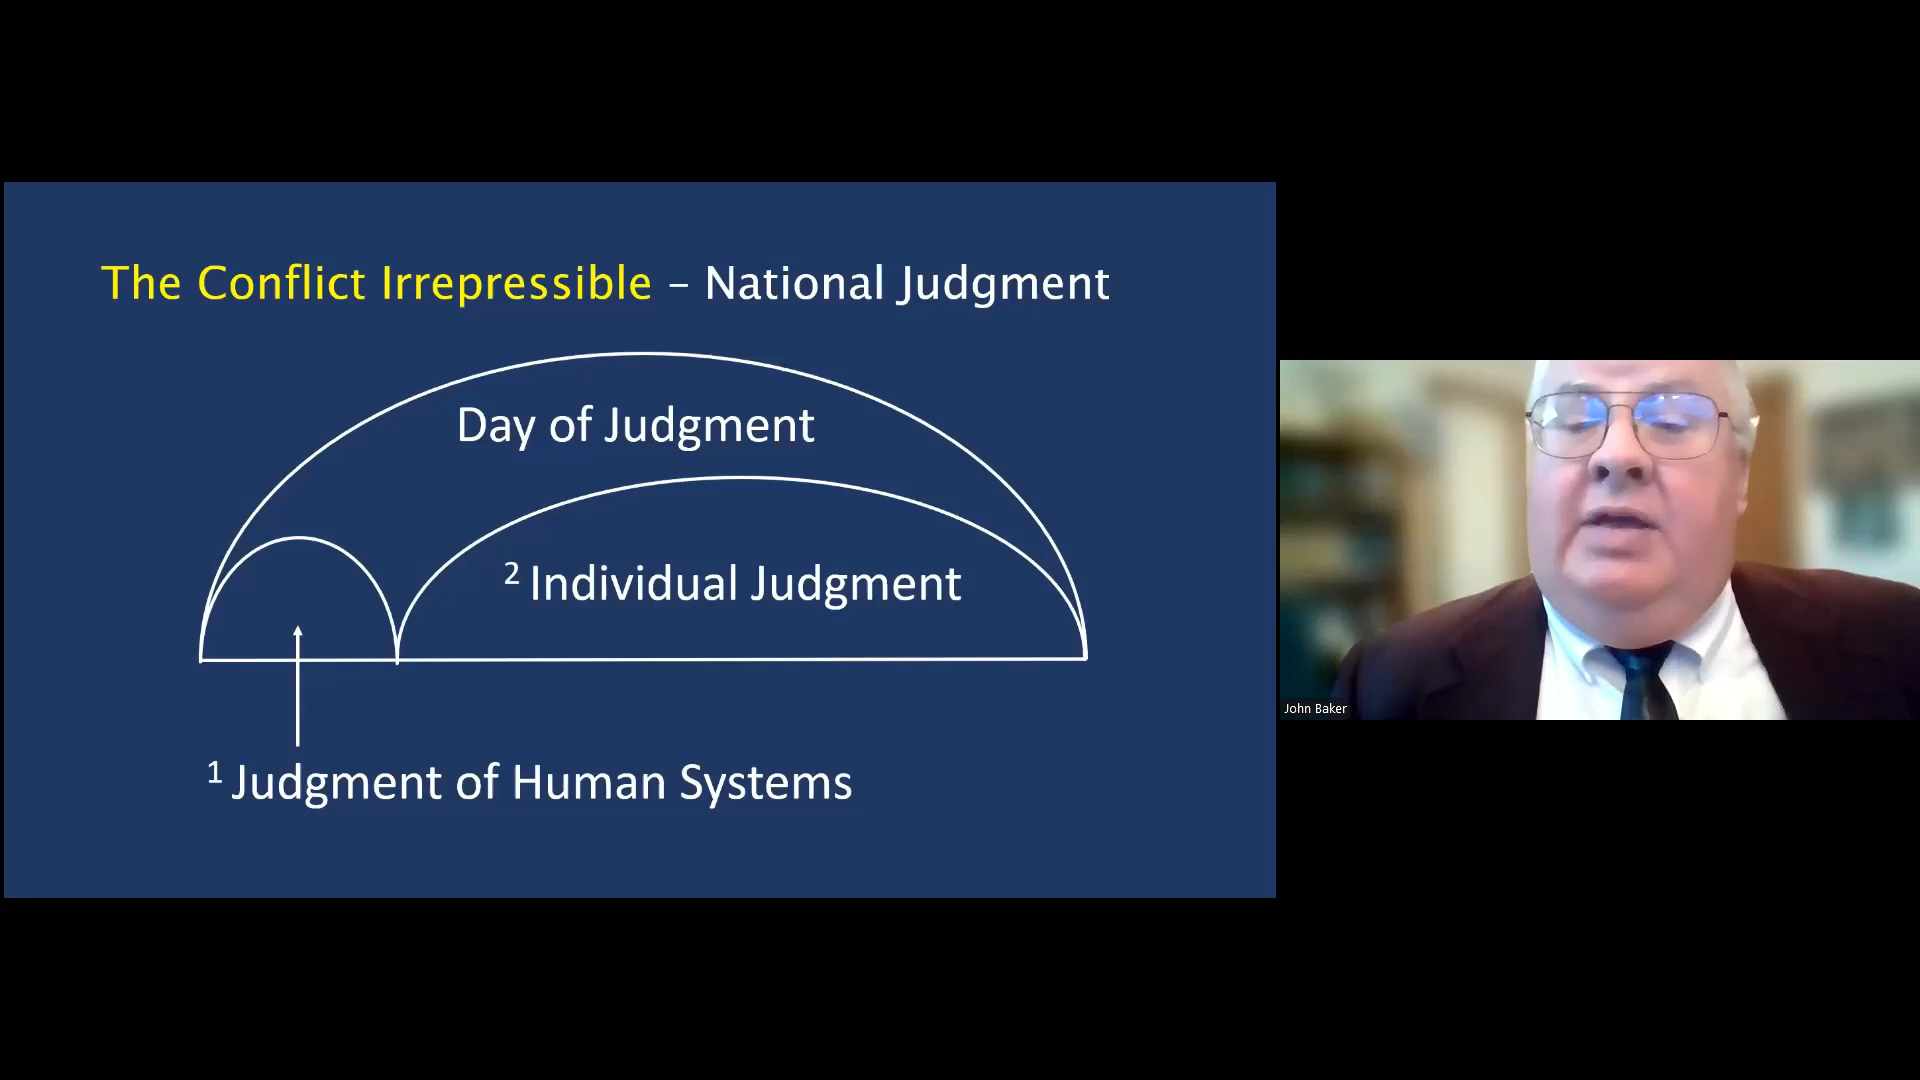 The Conflict Irrepressible – National Judgment
Day of Judgment
2 Individual Judgment
1 Judgment of Human Systems
John Baker